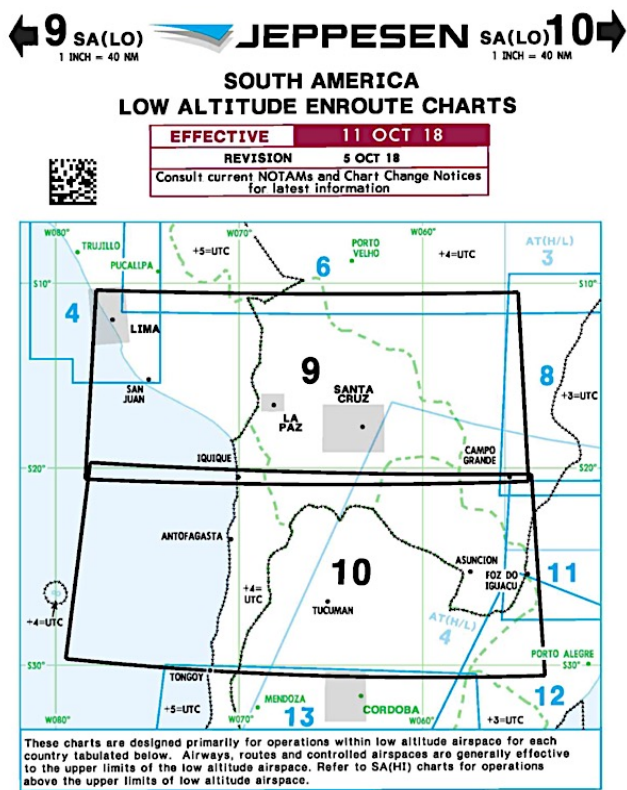 9 SA(LO)
1 INCH = 40 NM
JEPPESEN
SA(LO) 10
1 INCH = 40 NM
SOUTH AMERICA
LOW ALTITUDE ENROUTE CHARTS
EFFECTIVE 11 OCT 18
REVISION 5 OCT 18
Consult current NOTAMs and Chart Change Notices
for latest information
W080° W070° W060°
TRUJILLO
+5=UTC
PORTO
VELHO
+4=UTC
AT(H/L)
3
PUCALLPA
6
S10° S10°
4
LIMA
9
8
SAN
JUAN
SANTA
CRUZ
+3=UTC
LA
PAZ
IQUIQUE
CAMPO
GRANDE
S20° S20°
ANTOFAGASTA
10
ASUNCION
FOZ DO
IGUACU
11
+4=
UTC
TUCUMAN
+4=UTC
AT(H/L)
4
PORTO ALEGRE
S30° S30°
TONGOY
12
MENDOZA
CORDOBA
+5=UTC
13
+3=UTC
W080° W070° W060°
These charts are designed primarily for operations within low altitude airspace for each
country tabulated below. Airways, routes and controlled airspaces are generally effective
to the upper limits of the low altitude airspace. Refer to SA(HI) charts for operations
above the upper limits of low altitude airspace.